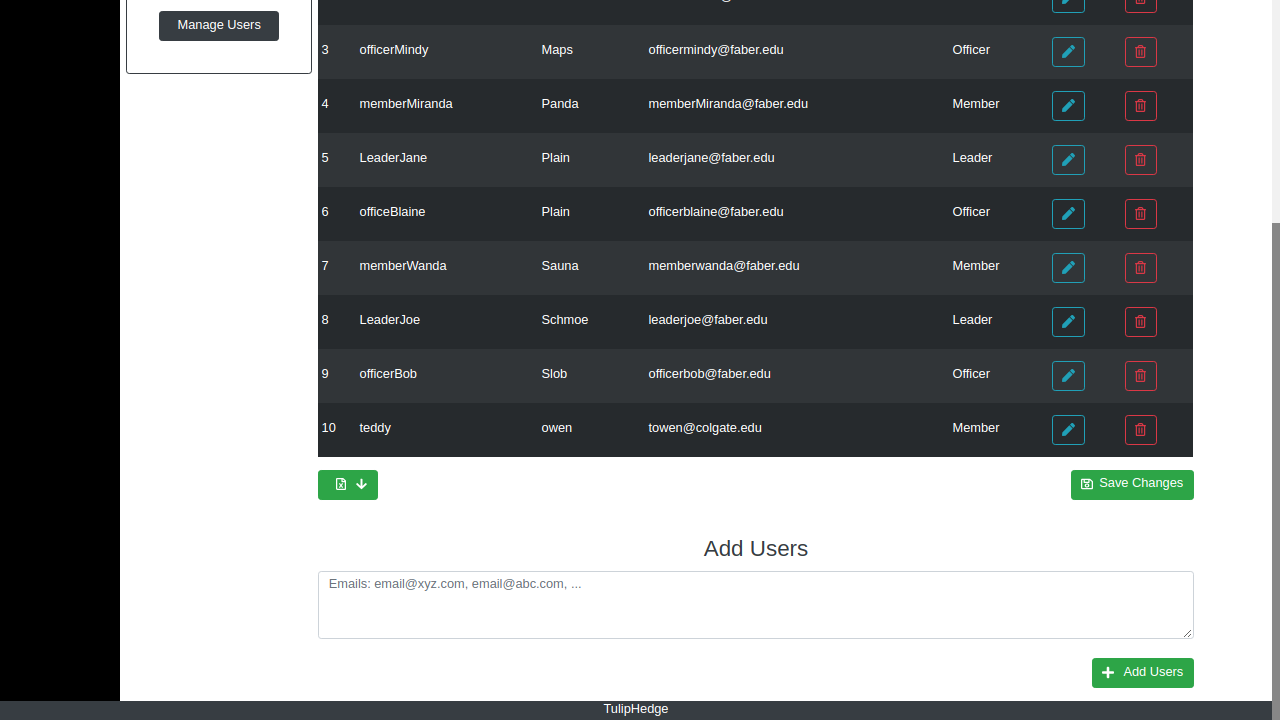 Manage Users
3 officerMindy Maps officermindy@faber.edu Officer
4 memberMiranda Panda memberMiranda@faber.edu Member
5 LeaderJane Plain leaderjane@faber.edu Leader
6 officeBlaine Plain officerblaine@faber.edu Officer
7 memberWanda Sauna memberwanda@faber.edu Member
8 LeaderJoe Schmoe leaderjoe@faber.edu Leader
9 officerBob Slob officerbob@faber.edu Officer
10 teddy owen towen@colgate.edu Member
Save Changes
Add Users
Emails: email@xyz.com, email@abc.com, ...
Add Users
TulipHedge